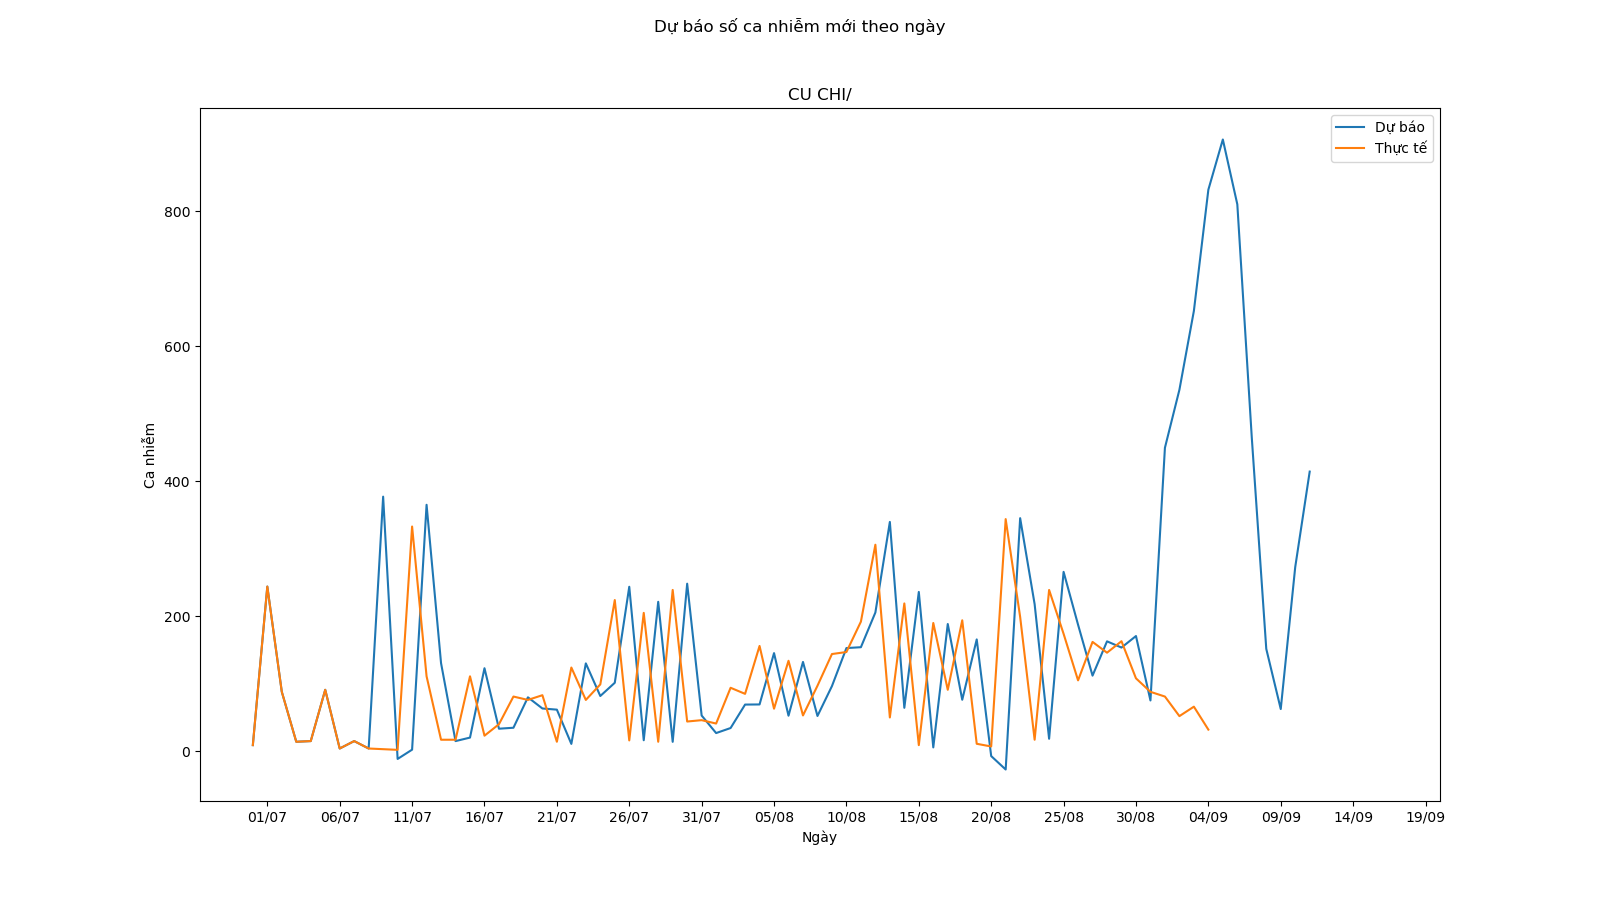 Dự báo số ca nhiễm mới theo ngày
CU CHI/
Dự báo
Thực tế
800
600
400
200
0
Ca nhiễm
01/07 06/07 11/07 16/07 21/07 26/07 31/07 05/08 10/08 15/08 20/08 25/08 30/08 04/09 09/09 14/09 19/09
Ngày